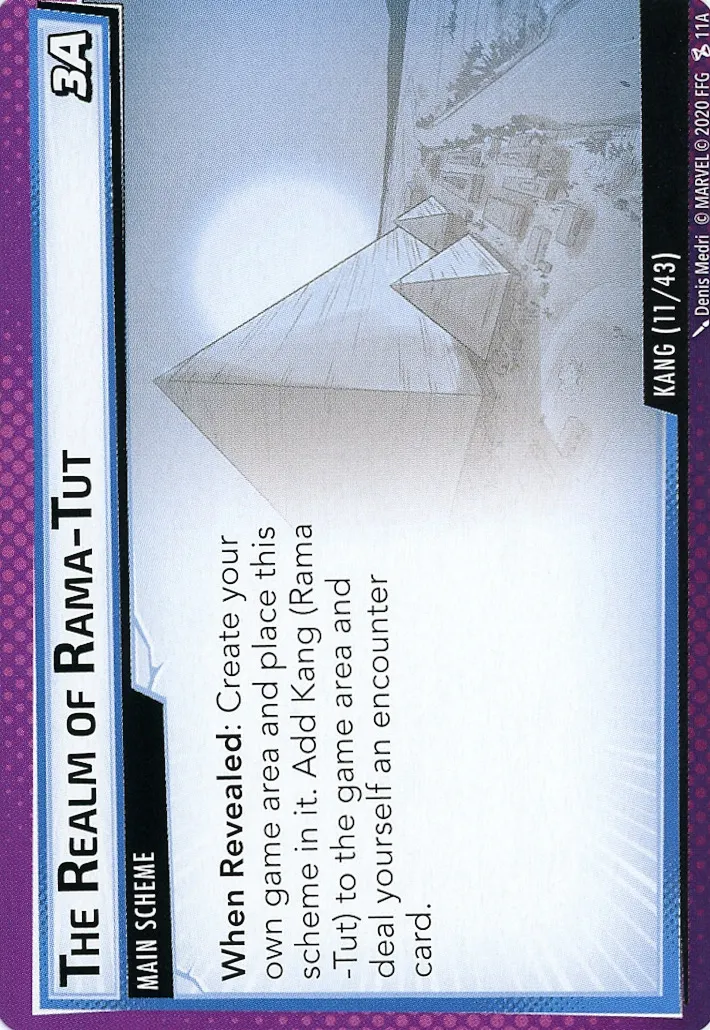 THE REALM OF RAMA-TUT
3A
MAIN SCHEME
When Revealed: Create your
own game area and place this
scheme in it. Add Kang (Rama
-Tut) to the game area and
deal yourself an encounter
card.
KANG (11/43)
Denis Medri © MARVEL © 2020 FFG 11A